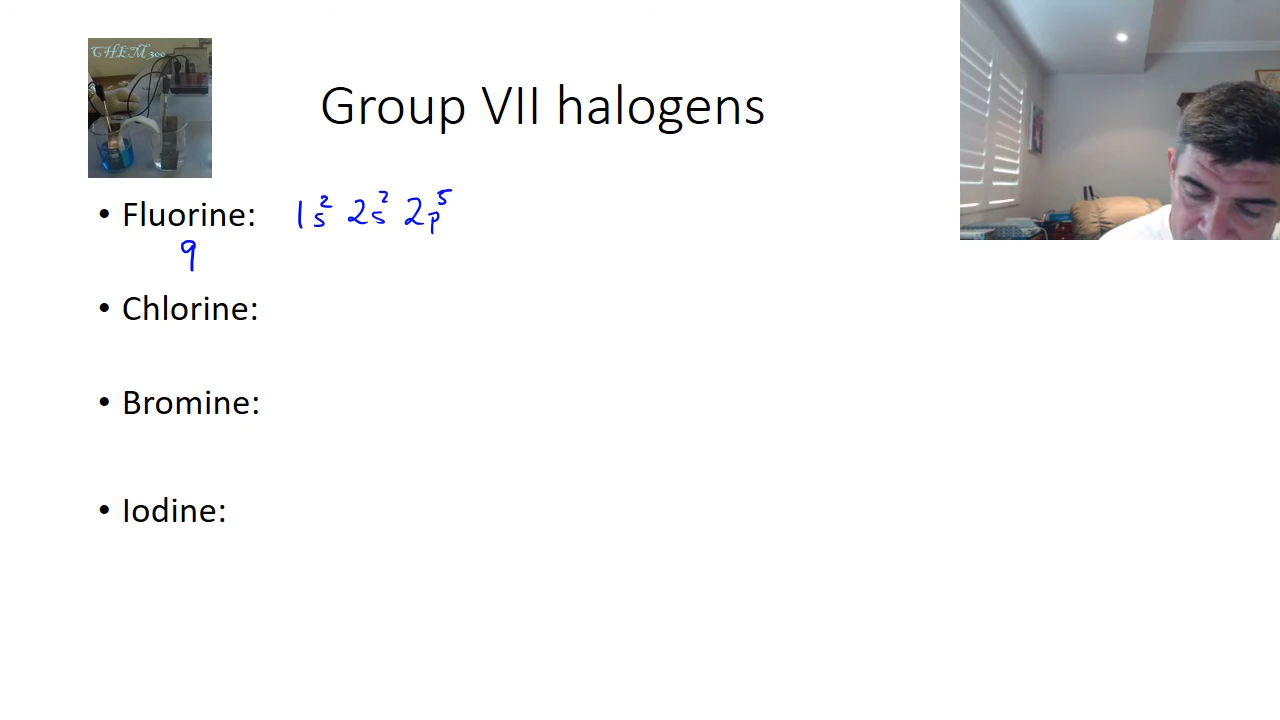 CHEM 300
Group VII halogens
• Fluorine: 1s² 2s² 2p⁵
9
• Chlorine:
• Bromine:
• Iodine: